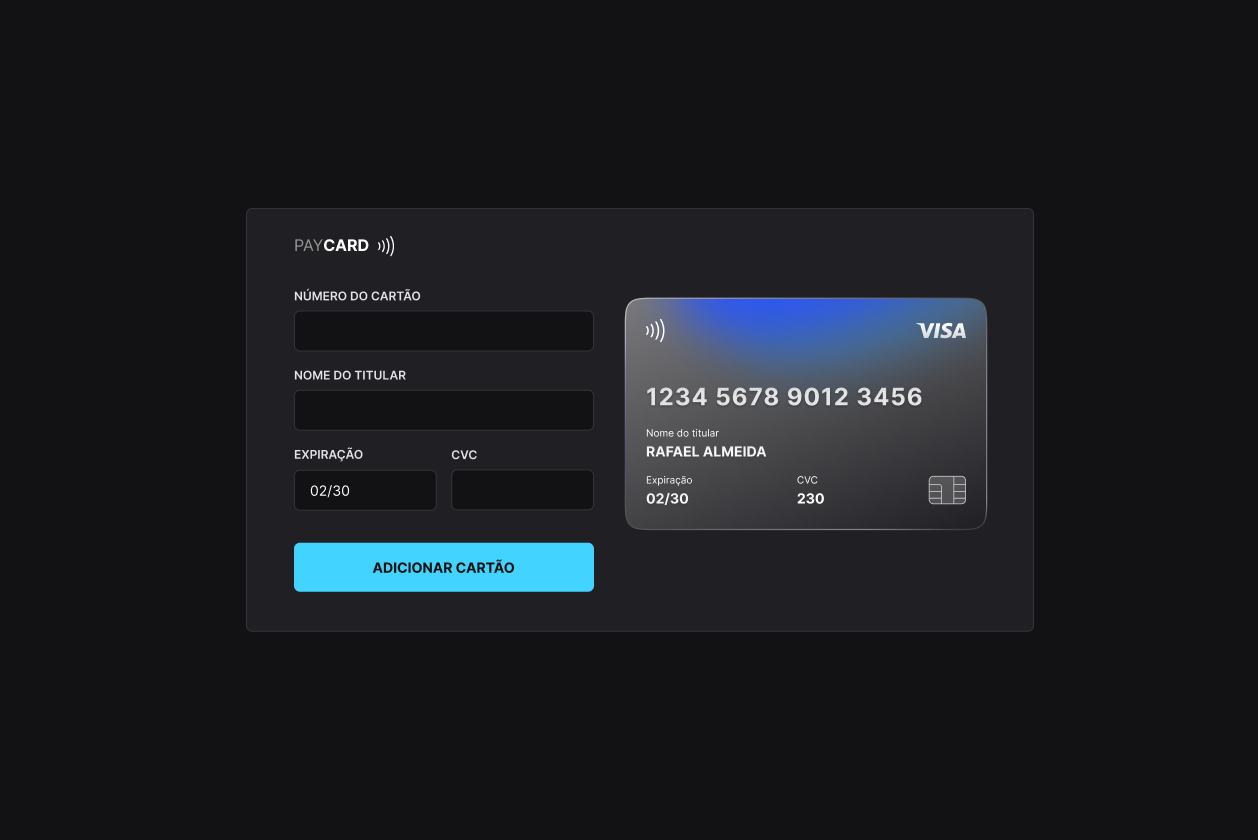 PAYCARD
NÚMERO DO CARTÃO
NOME DO TITULAR
EXPIRAÇÃO CVC
02/30
ADICIONAR CARTÃO
VISA
1234 5678 9012 3456
Nome do titular
RAFAEL ALMEIDA
Expiração CVC
02/30 230